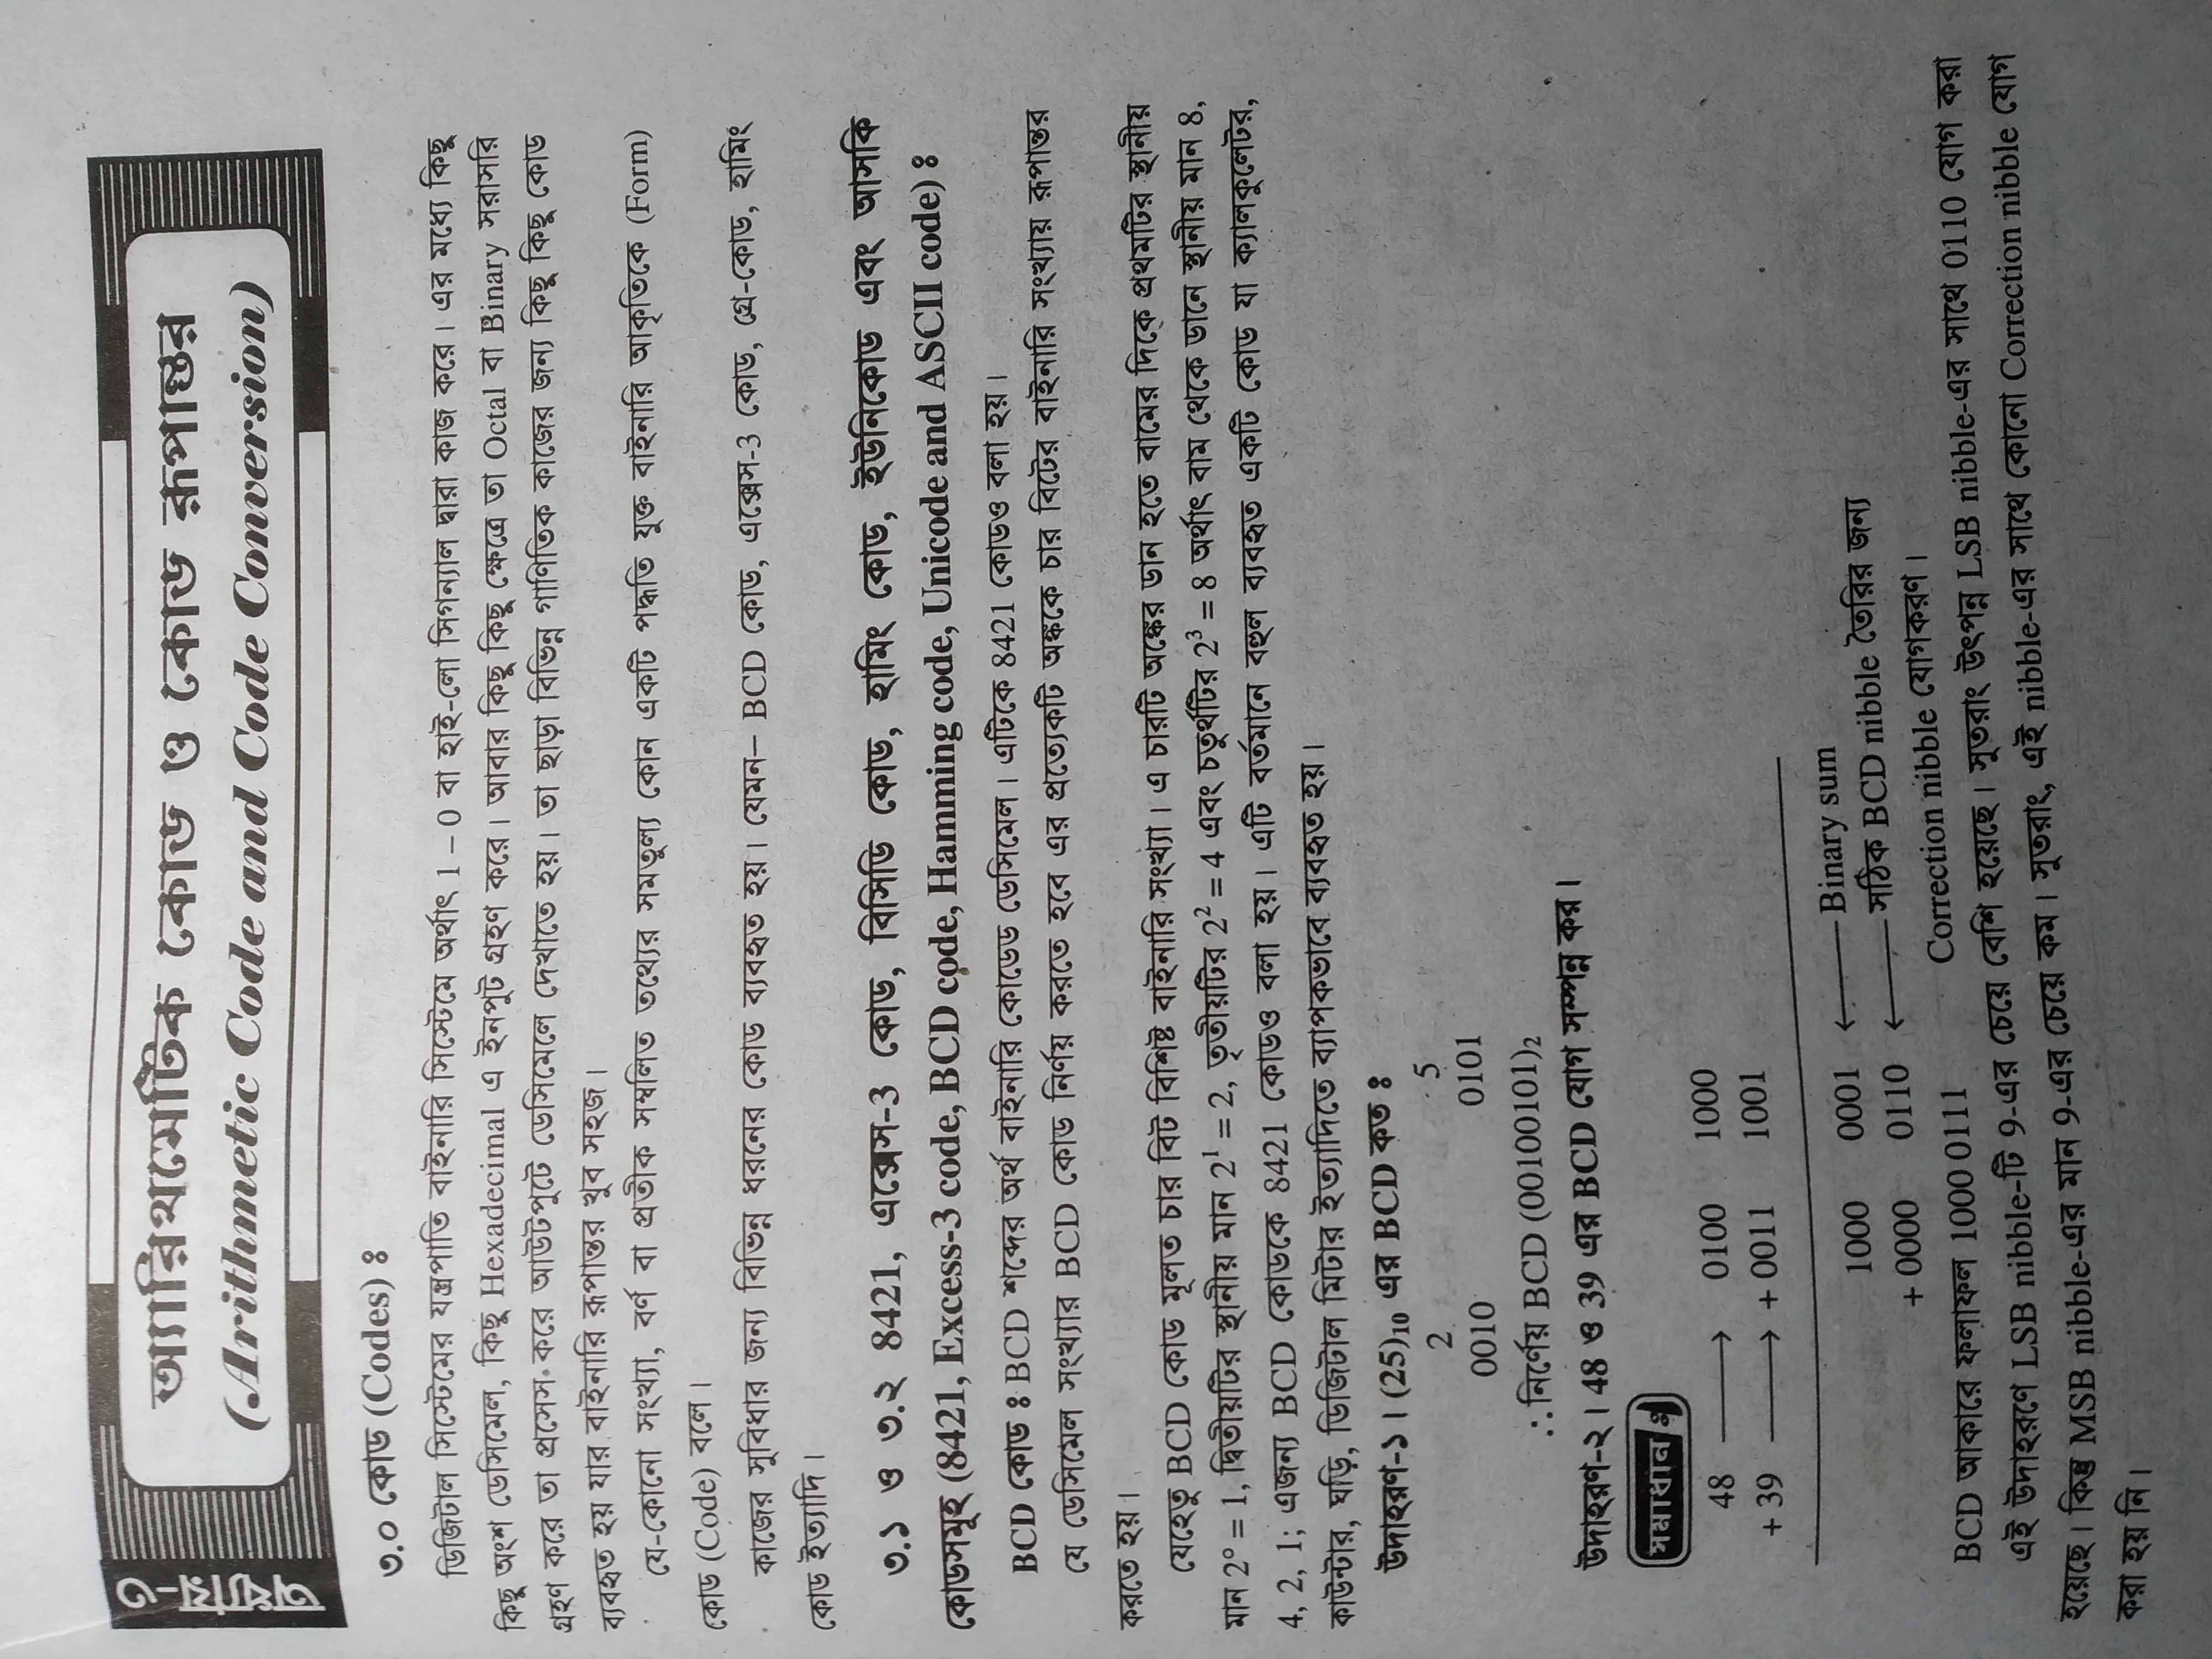 অধ্যায়-৩
অ্যারিথমেটিক কোড ও কোড রূপান্তর
(Arithmetic Code and Code Conversion)
৩.০ কোড (Codes) ঃ
ডিজিটাল সিস্টেমের যন্ত্রপাতি বাইনারি সিস্টেমে অর্থাৎ 1 – 0 বা হাই-লো সিগন্যাল দ্বারা কাজ করে। এর মধ্যে কিছু
কিছু অংশ ডেসিমেল, কিছু Hexadecimal এ ইনপুট গ্রহণ করে। আবার কিছু কিছু ক্ষেত্রে তা Octal বা Binary সরাসরি
গ্রহণ করে তা প্রসেস করে আউটপুটে ডেসিমেলে দেখাতে হয়। তা ছাড়া বিভিন্ন গাণিতিক কাজের জন্য কিছু কিছু কোড
ব্যবহৃত হয় যার বাইনারি রূপান্তর খুব সহজ।
যে-কোনো সংখ্যা, বর্ণ বা প্রতীক সম্বলিত তথ্যের সমতুল্য কোন একটি পদ্ধতি যুক্ত বাইনারি আকৃতিকে (Form)
কোড (Code) বলে।
কাজের সুবিধার জন্য বিভিন্ন ধরনের কোড ব্যবহৃত হয়। যেমন– BCD কোড, এক্সেস-3 কোড, গ্রে-কোড, হামিং
কোড ইত্যাদি।
৩.১ ও ৩.২ 8421, এক্সেস-3 কোড, বিসিডি কোড, হামিং কোড, ইউনিকোড এবং আসকি
কোডসমূহ (8421, Excess-3 code, BCD code, Hamming code, Unicode and ASCII code) ঃ
BCD কোড ঃ BCD শব্দের অর্থ বাইনারি কোডেড ডেসিমেল। এটিকে 8421 কোডও বলা হয়।
যে ডেসিমেল সংখ্যার BCD কোড নির্ণয় করতে হবে এর প্রত্যেকটি অঙ্ককে চার বিটের বাইনারি সংখ্যায় রূপান্তর
করতে হয়।
যেহেতু BCD কোড মূলত চার বিট বিশিষ্ট বাইনারি সংখ্যা। এ চারটি অঙ্কের ডান হতে বামের দিকে প্রথমটির স্থানীয়
মান 2° = 1, দ্বিতীয়টির স্থানীয় মান 2¹ = 2, তৃতীয়টির 2² = 4 এবং চতুর্থটির 2³ = 8 অর্থাৎ বাম থেকে ডানে স্থানীয় মান 8,
4, 2, 1; এজন্য BCD কোডকে 8421 কোডও বলা হয়। এটি বর্তমানে বহুল ব্যবহৃত একটি কোড যা ক্যালকুলেটর,
কাউন্টার, ঘড়ি, ডিজিটাল মিটার ইত্যাদিতে ব্যাপকভাবে ব্যবহৃত হয়।
উদাহরণ-১। (25)₁₀ এর BCD কত ঃ
2 5
0010 0101
∴ নির্ণেয় BCD (00100101)₂
উদাহরণ-২। 48 ও 39 এর BCD যোগ সম্পন্ন কর।
সমাধান ঃ
48 ⟶ 0100 1000
+ 39 ⟶ + 0011 1001
1000 0001 ⟵ Binary sum
+ 0000 0110 ⟵ সঠিক BCD nibble তৈরির জন্য
Correction nibble যোগকরণ।
BCD আকারে ফলাফল 1000 0111
এই উদাহরণে LSB nibble-টি 9-এর চেয়ে বেশি হয়েছে। সুতরাং উৎপন্ন LSB nibble-এর সাথে 0110 যোগ করা
হয়েছে। কিন্তু MSB nibble-এর মান 9-এর চেয়ে কম। সুতরাং, এই nibble-এর সাথে কোনো Correction nibble যোগ
করা হয় নি।